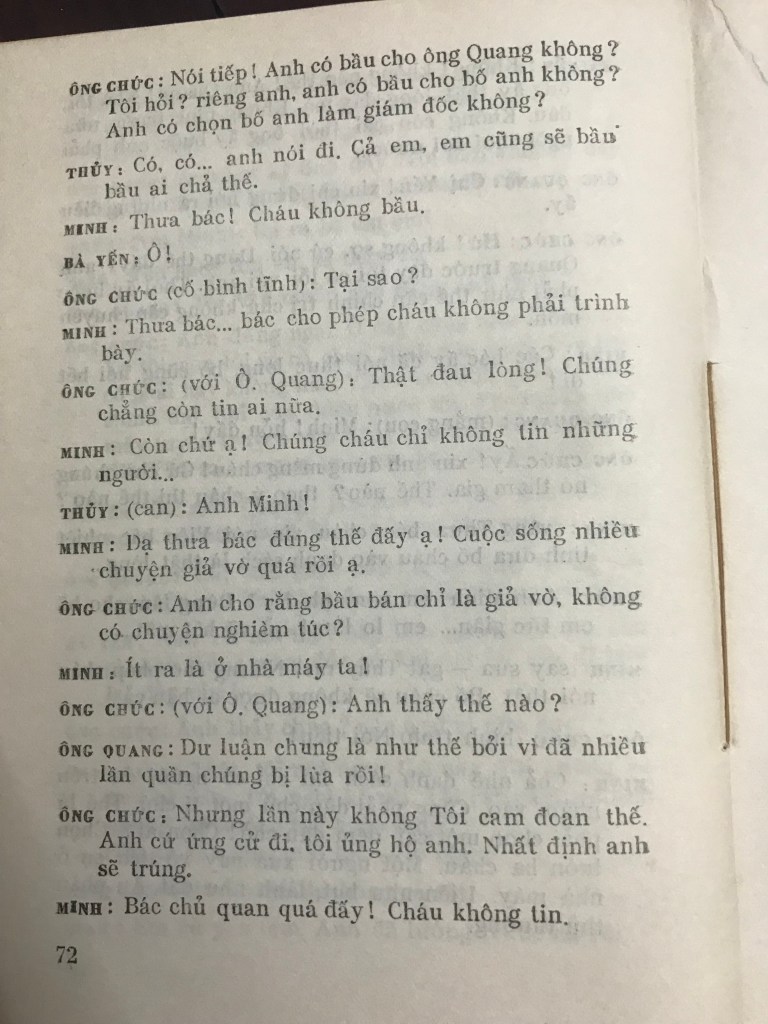 ÔNG CHỨC: Nói tiếp! Anh có bầu cho ông Quang không?
Tôi hỏi? riêng anh, anh có bầu cho bố anh không?
Anh có chọn bố anh làm giám đốc không?
THỦY: Có, có... anh nói đi. Cả em, em cũng sẽ bầu
bầu ai chả thế.
MINH: Thưa bác! Cháu không bầu.
BÀ YẾN: Ô!
ÔNG CHỨC (cố bình tĩnh): Tại sao?
MINH: Thưa bác... bác cho phép cháu không phải trình
bày.
ÔNG CHỨC: (với Ô. Quang): Thật đau lòng! Chúng
chẳng còn tin ai nữa.
MINH: Còn chứ ạ! Chúng cháu chỉ không tin những
người...
THỦY: (can): Anh Minh!
MINH: Dạ thưa bác đúng thế đấy ạ! Cuộc sống nhiều
chuyện giả vờ quá rồi ạ.
ÔNG CHỨC: Anh cho rằng bầu bán chỉ là giả vờ, không
có chuyện nghièm túc?
MINH: Ít ra là ở nhà máy ta!
ÔNG CHỨC: (với Ô. Quang): Anh thấy thế nào?
ÔNG QUANG: Dư luận chung là như thế bởi vì đã nhiều
lần quần chúng bị lùa rồi!
ÔNG CHỨC: Nhưng lần này không Tôi cam đoan thế.
Anh cứ ứng cử đi. tôi ủng hộ anh. Nhất định anh
sẽ trúng.
MINH: Bác chủ quan quá đấy! Cháu không tin.
72